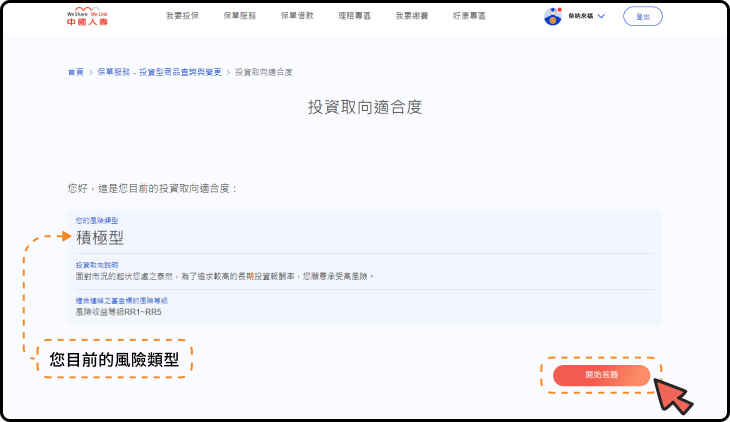 We Share We Link
中國人壽
我要投保 保單服務 保單借款 理賠專區 我要繳費 好康專區
登出
首頁 > 保單服務 - 投資型商品查詢與變更 > 投資取向適合度
投資取向適合度
您好，這是您目前的投資取向適合度：
您的風險類型
積極型
投資取向說明
面對市況的起伏您處之泰然，為了追求較高的長期投資報酬率，您願意承受高風險。
適合連結之基金標的風險等級
風險收益等級RR1~RR5
您目前的風險類型
開始答題